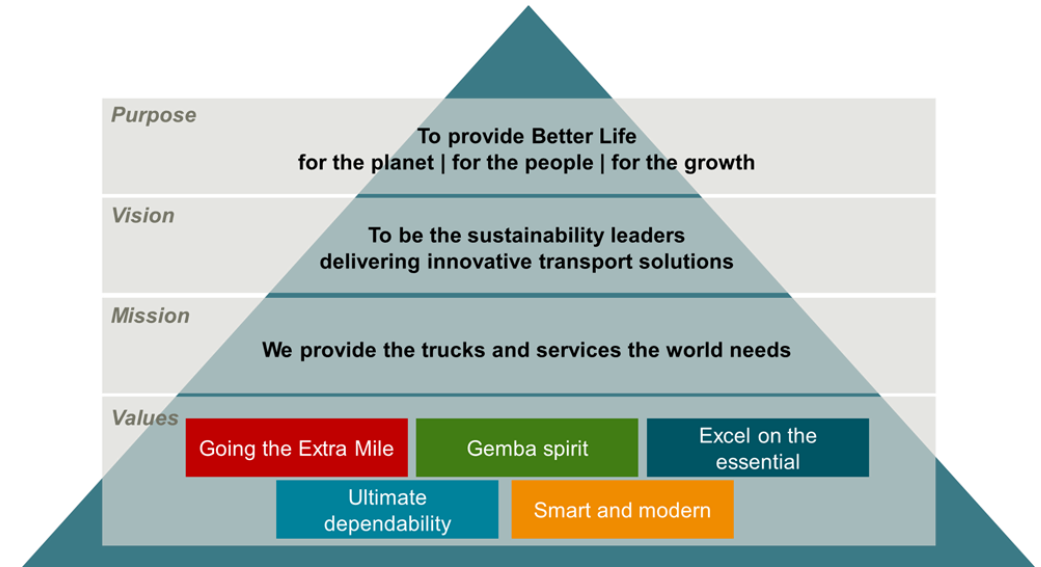 Purpose
To provide Better Life
for the planet | for the people | for the growth
Vision
To be the sustainability leaders
delivering innovative transport solutions
Mission
We provide the trucks and services the world needs
Values
Going the Extra Mile
Gemba spirit
Excel on the
essential
Ultimate
dependability
Smart and modern